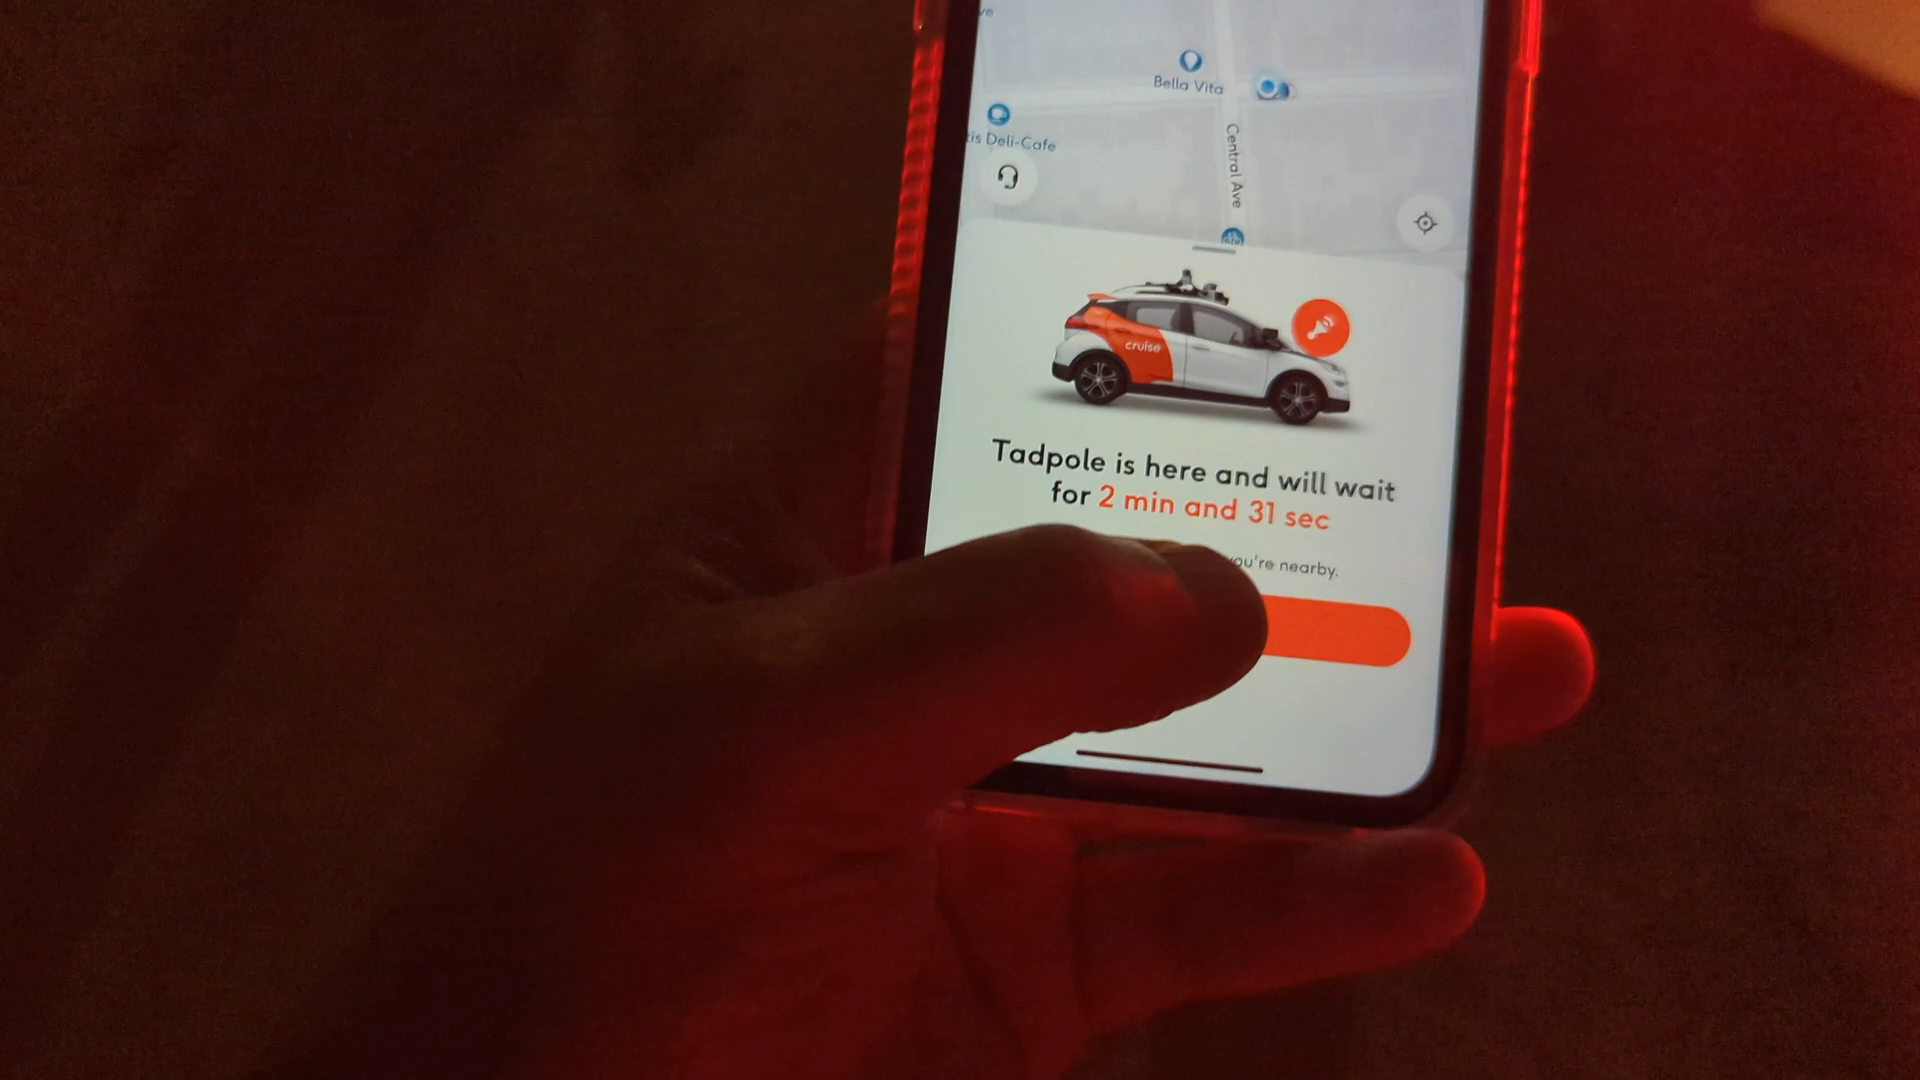 Bella Vita
tis Deli-Cafe
Central Ave
cruise
Tadpole is here and will wait
for 2 min and 31 sec
you're nearby.